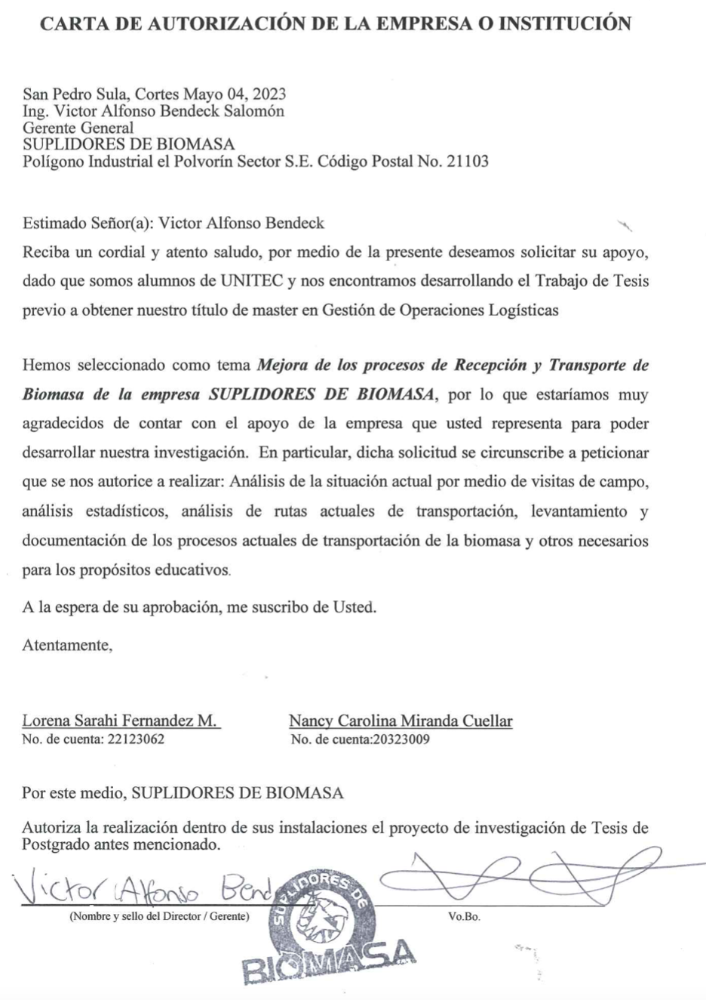 CARTA DE AUTORIZACIÓN DE LA EMPRESA O INSTITUCIÓN
San Pedro Sula, Cortes Mayo 04, 2023
Ing. Victor Alfonso Bendeck Salomón
Gerente General
SUPLIDORES DE BIOMASA
Polígono Industrial el Polvorín Sector S.E. Código Postal No. 21103
Estimado Señor(a): Victor Alfonso Bendeck
Reciba un cordial y atento saludo, por medio de la presente deseamos solicitar su apoyo,
dado que somos alumnos de UNITEC y nos encontramos desarrollando el Trabajo de Tesis
previo a obtener nuestro título de master en Gestión de Operaciones Logísticas
Hemos seleccionado como tema Mejora de los procesos de Recepción y Transporte de
Biomasa de la empresa SUPLIDORES DE BIOMASA, por lo que estaríamos muy
agradecidos de contar con el apoyo de la empresa que usted representa para poder
desarrollar nuestra investigación. En particular, dicha solicitud se circunscribe a peticionar
que se nos autorice a realizar: Análisis de la situación actual por medio de visitas de campo,
análisis estadísticos, análisis de rutas actuales de transportación, levantamiento y
documentación de los procesos actuales de transportación de la biomasa y otros necesarios
para los propósitos educativos.
A la espera de su aprobación, me suscribo de Usted.
Atentamente,
Lorena Sarahi Fernandez M. Nancy Carolina Miranda Cuellar
No. de cuenta: 22123062 No. de cuenta:20323009
Por este medio, SUPLIDORES DE BIOMASA
Autoriza la realización dentro de sus instalaciones el proyecto de investigación de Tesis de
Postgrado antes mencionado.
Victor Alfonso Bend
(Nombre y sello del Director / Gerente) Vo.Bo.
SUPLIDORES DE
BIOMASA